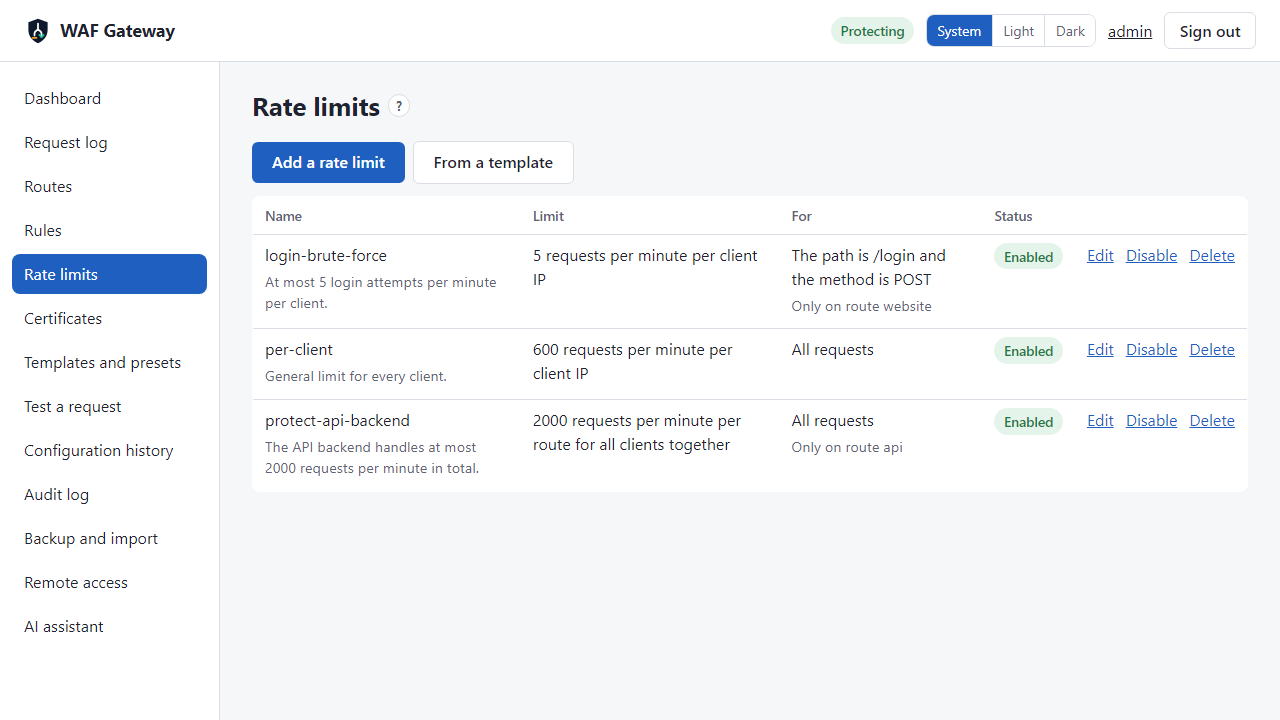 WAF Gateway
Protecting
System
Light
Dark
admin
Sign out
Dashboard
Request log
Routes
Rules
Rate limits
Certificates
Templates and presets
Test a request
Configuration history
Audit log
Backup and import
Remote access
AI assistant
Rate limits ?
Add a rate limit
From a template
Name Limit For Status
login-brute-force
At most 5 login attempts per minute
per client.
5 requests per minute per client
IP
The path is /login and
the method is POST
Only on route website
Enabled
Edit Disable Delete
per-client
General limit for every client.
600 requests per minute per
client IP
All requests
Enabled
Edit Disable Delete
protect-api-backend
The API backend handles at most
2000 requests per minute in total.
2000 requests per minute per
route for all clients together
All requests
Only on route api
Enabled
Edit Disable Delete